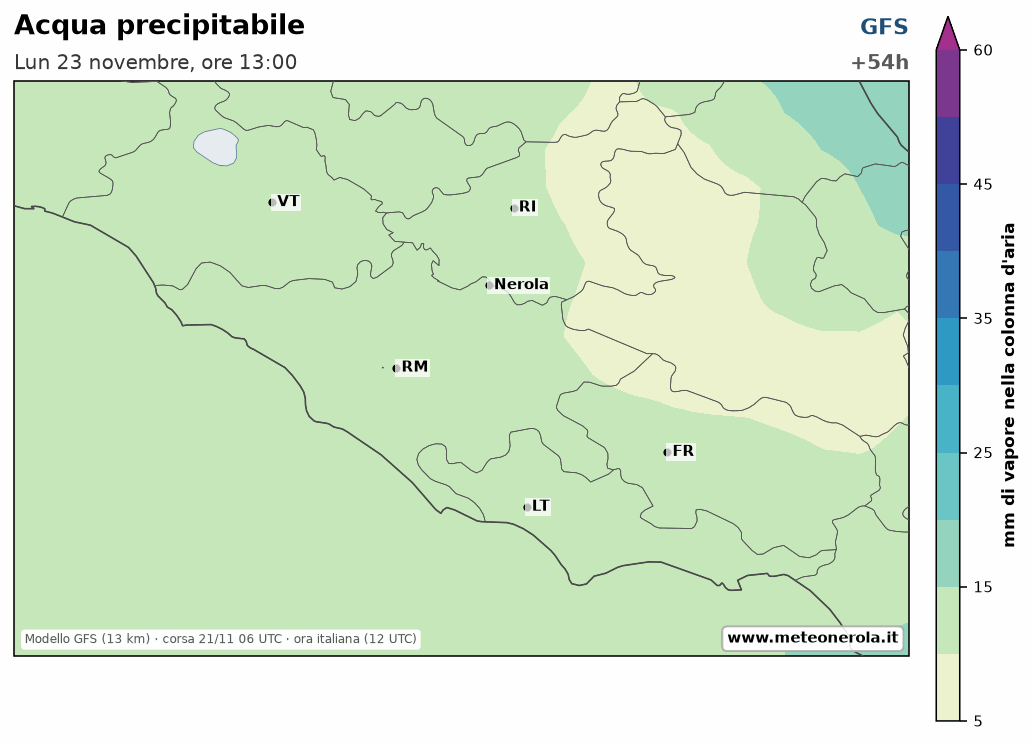 Acqua precipitabile
GFS
Lun 23 novembre, ore 13:00
+54h
60
45
35
25
15
5
mm di vapore nella colonna d'aria
VT
RI
Nerola
RM
FR
LT
Modello GFS (13 km) · corsa 21/11 06 UTC · ora italiana (12 UTC)
www.meteonerola.it